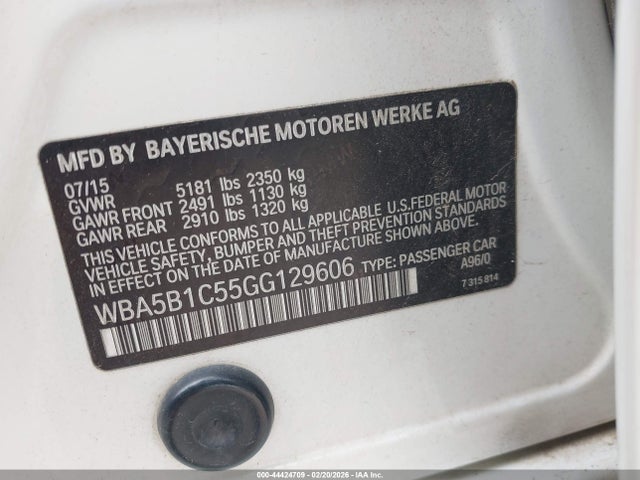 MFD BY BAYERISCHE MOTOREN WERKE AG
07/15
GVWR 5181 lbs 2350 kg
GAWR FRONT 2491 lbs 1130 kg
GAWR REAR 2910 lbs 1320 kg
THIS VEHICLE CONFORMS TO ALL APPLICABLE U.S.FEDERAL MOTOR
VEHICLE SAFETY, BUMPER AND THEFT PREVENTION STANDARDS
IN EFFECT ON THE DATE OF MANUFACTURE SHOWN ABOVE.
WBA5B1C55GG129606 TYPE: PASSENGER CAR
A96/0
7 315 814
000-44424709 - 02/20/2026 - IAAI.COM